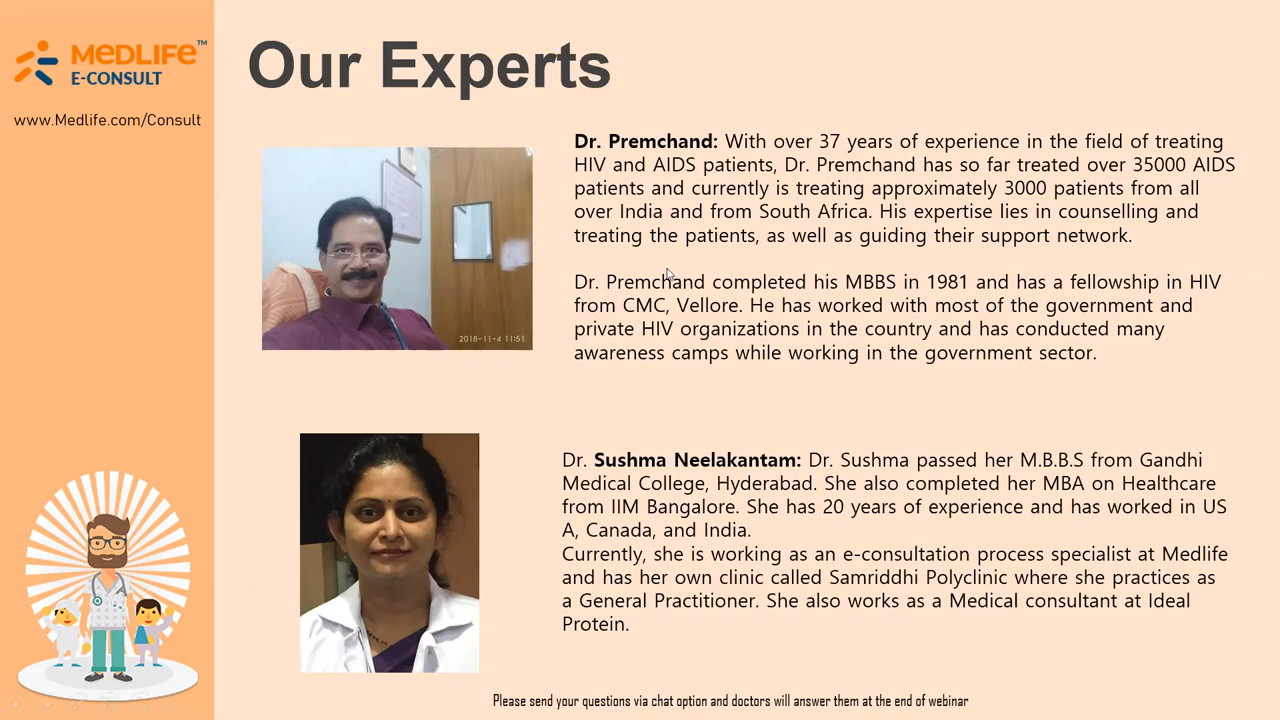 MEDLIFE™
E-CONSULT
www.Medlife.com/Consult
Our Experts
Dr. Premchand: With over 37 years of experience in the field of treating
HIV and AIDS patients, Dr. Premchand has so far treated over 35000 AIDS
patients and currently is treating approximately 3000 patients from all
over India and from South Africa. His expertise lies in counselling and
treating the patients, as well as guiding their support network.
Dr. Premchand completed his MBBS in 1981 and has a fellowship in HIV
from CMC, Vellore. He has worked with most of the government and
private HIV organizations in the country and has conducted many
awareness camps while working in the government sector.
2016-11-4 11:51
Dr. Sushma Neelakantam: Dr. Sushma passed her M.B.B.S from Gandhi
Medical College, Hyderabad. She also completed her MBA on Healthcare
from IIM Bangalore. She has 20 years of experience and has worked in US
A, Canada, and India.
Currently, she is working as an e-consultation process specialist at Medlife
and has her own clinic called Samriddhi Polyclinic where she practices as
a General Practitioner. She also works as a Medical consultant at Ideal
Protein.
Please send your questions via chat option and doctors will answer them at the end of webinar